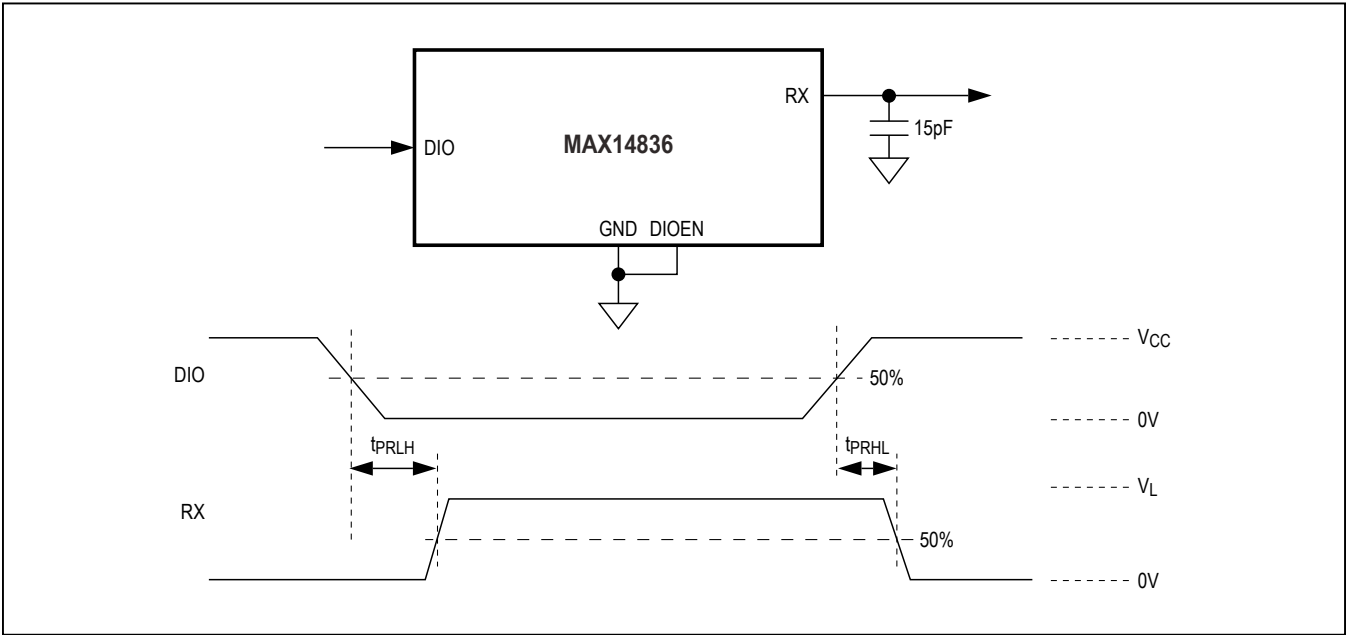 RX
15pF
DIO
MAX14836
GND DIOEN
VCC
DIO
50%
0V
tPRLH
tPRHL
VL
RX
50%
0V